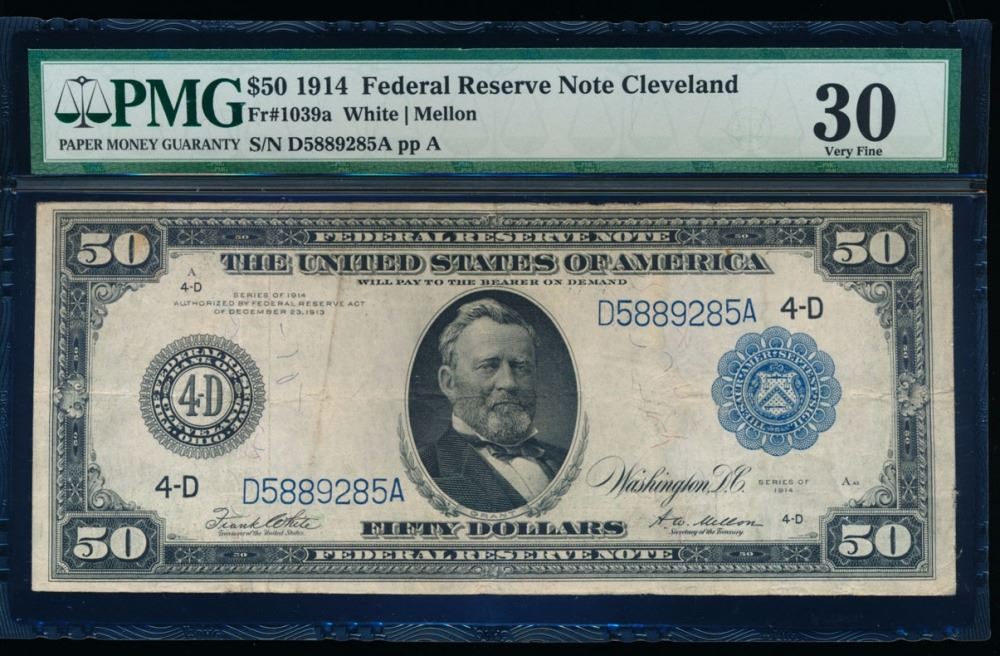 PMG
PAPER MONEY GUARANTY
$50 1914 Federal Reserve Note Cleveland
Fr#1039a White | Mellon
S/N D5889285A pp A
30
Very Fine
50 FEDERAL RESERVE NOTE 50
50 THE UNITED STATES OF AMERICA 50
WILL PAY TO THE BEARER ON DEMAND
A
4-D
SERIES OF 1914
AUTHORIZED BY FEDERAL RESERVE ACT
OF DECEMBER 23, 1913
D5889285A 4-D
4-D
4-D D5889285A
Washington, D.C.
SERIES OF
1914
GRANT
Frank White
Treasurer of the United States.
FIFTY DOLLARS
A. W. Mellon
Secretary of the Treasury.
4-D
50 50
50 FEDERAL RESERVE NOTE 50